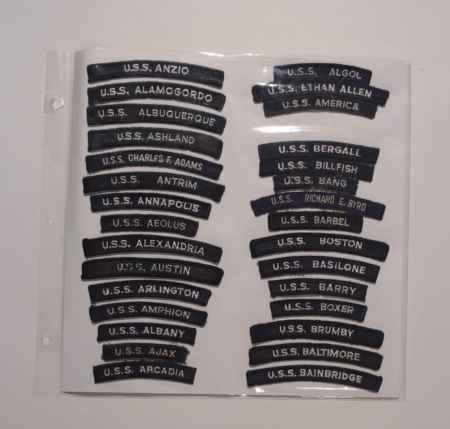 U.S.S. ANZIO
U.S.S. ALAMOGORDO
U.S.S. ALBUQUERQUE
U.S.S. ASHLAND
U.S.S. CHARLES F. ADAMS
U.S.S. ANTRIM
U.S.S. ANNAPOLIS
U.S.S. AEOLUS
U.S.S. ALEXANDRIA
U.S.S. AUSTIN
U.S.S. ARLINGTON
U.S.S. AMPHION
U.S.S. ALBANY
U.S.S. AJAX
U.S.S. ARCADIA
U.S.S. ALGOL
U.S.S. ETHAN ALLEN
U.S.S. AMERICA
U.S.S. BERGALL
U.S.S. BILLFISH
U.S.S. BANG
U.S.S. RICHARD E. BYRD
U.S.S. BARBEL
U.S.S. BOSTON
U.S.S. BASILONE
U.S.S. BARRY
U.S.S. BOXER
U.S.S. BRUMBY
U.S.S. BALTIMORE
U.S.S. BAINBRIDGE